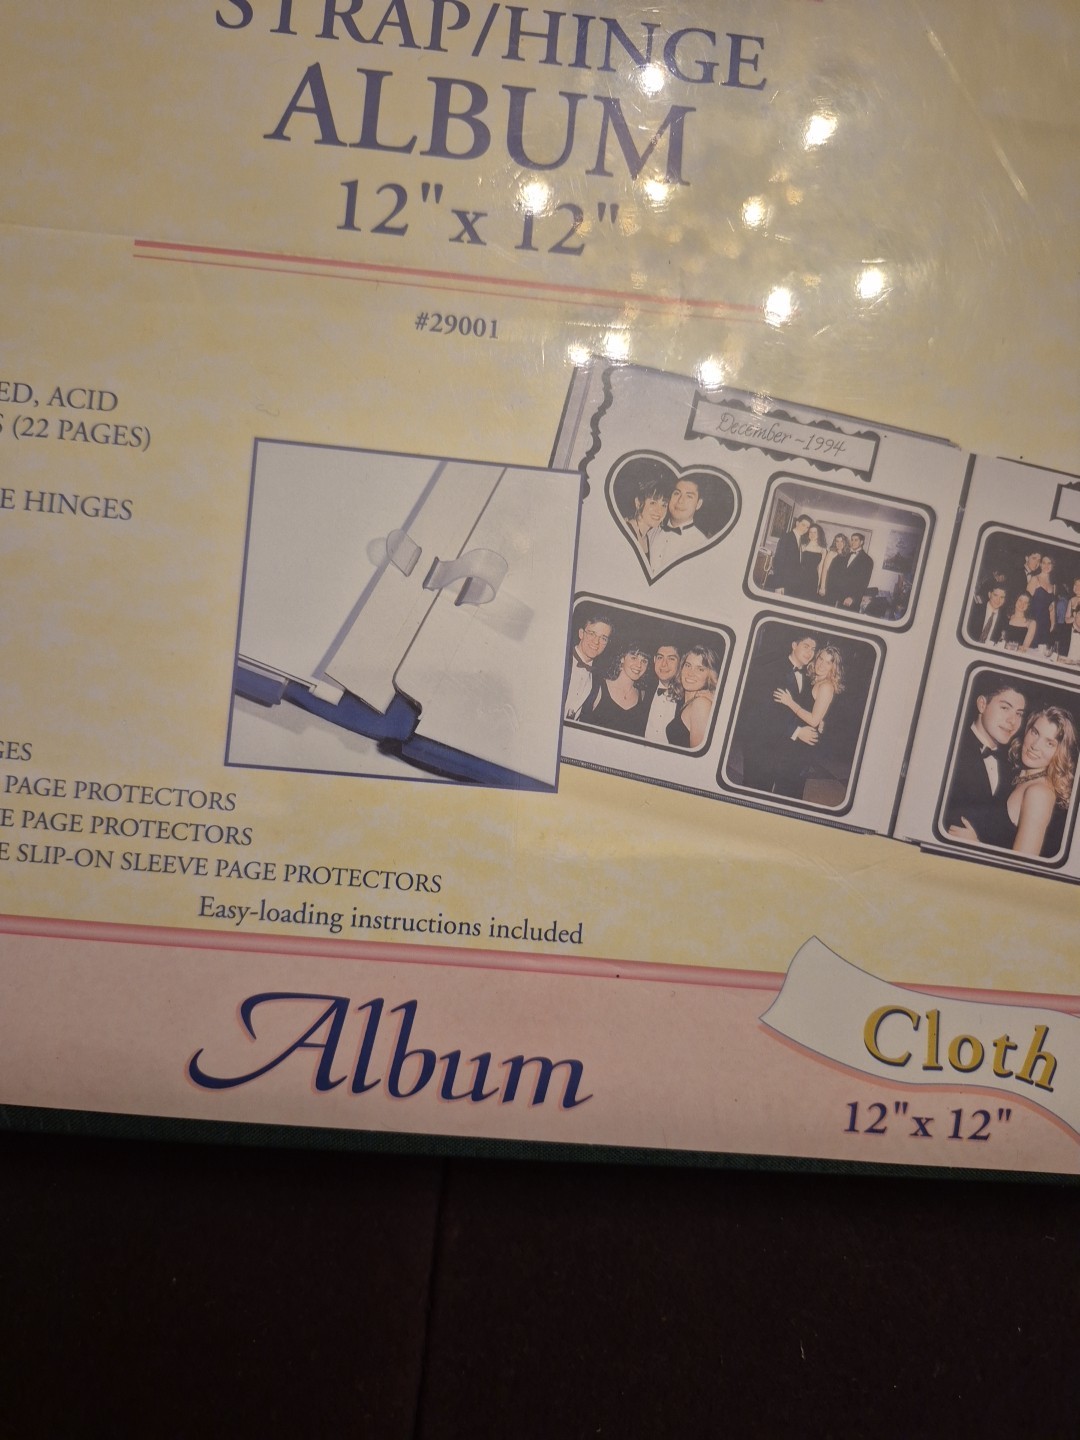 STRAP/HINGE
ALBUM
12"x 12"
#29001
ED, ACID
(22 PAGES)
E HINGES
December ~1994
GES
PAGE PROTECTORS
E PAGE PROTECTORS
E SLIP-ON SLEEVE PAGE PROTECTORS
Easy-loading instructions included
Album
Cloth
12"x 12"